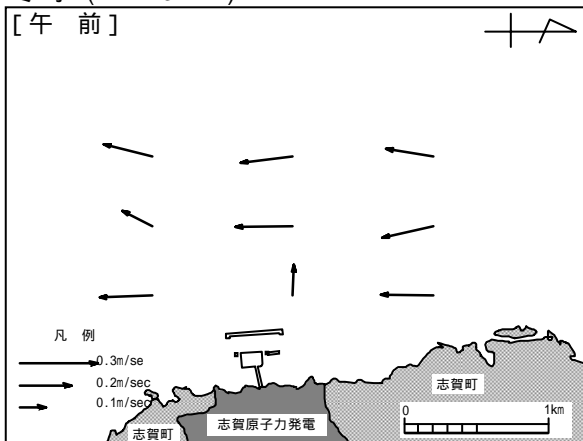 [午 前]
凡 例
0.3m/se
0.2m/sec
0.1m/sec
志賀町
0 1km
志賀原子力発電
志賀町